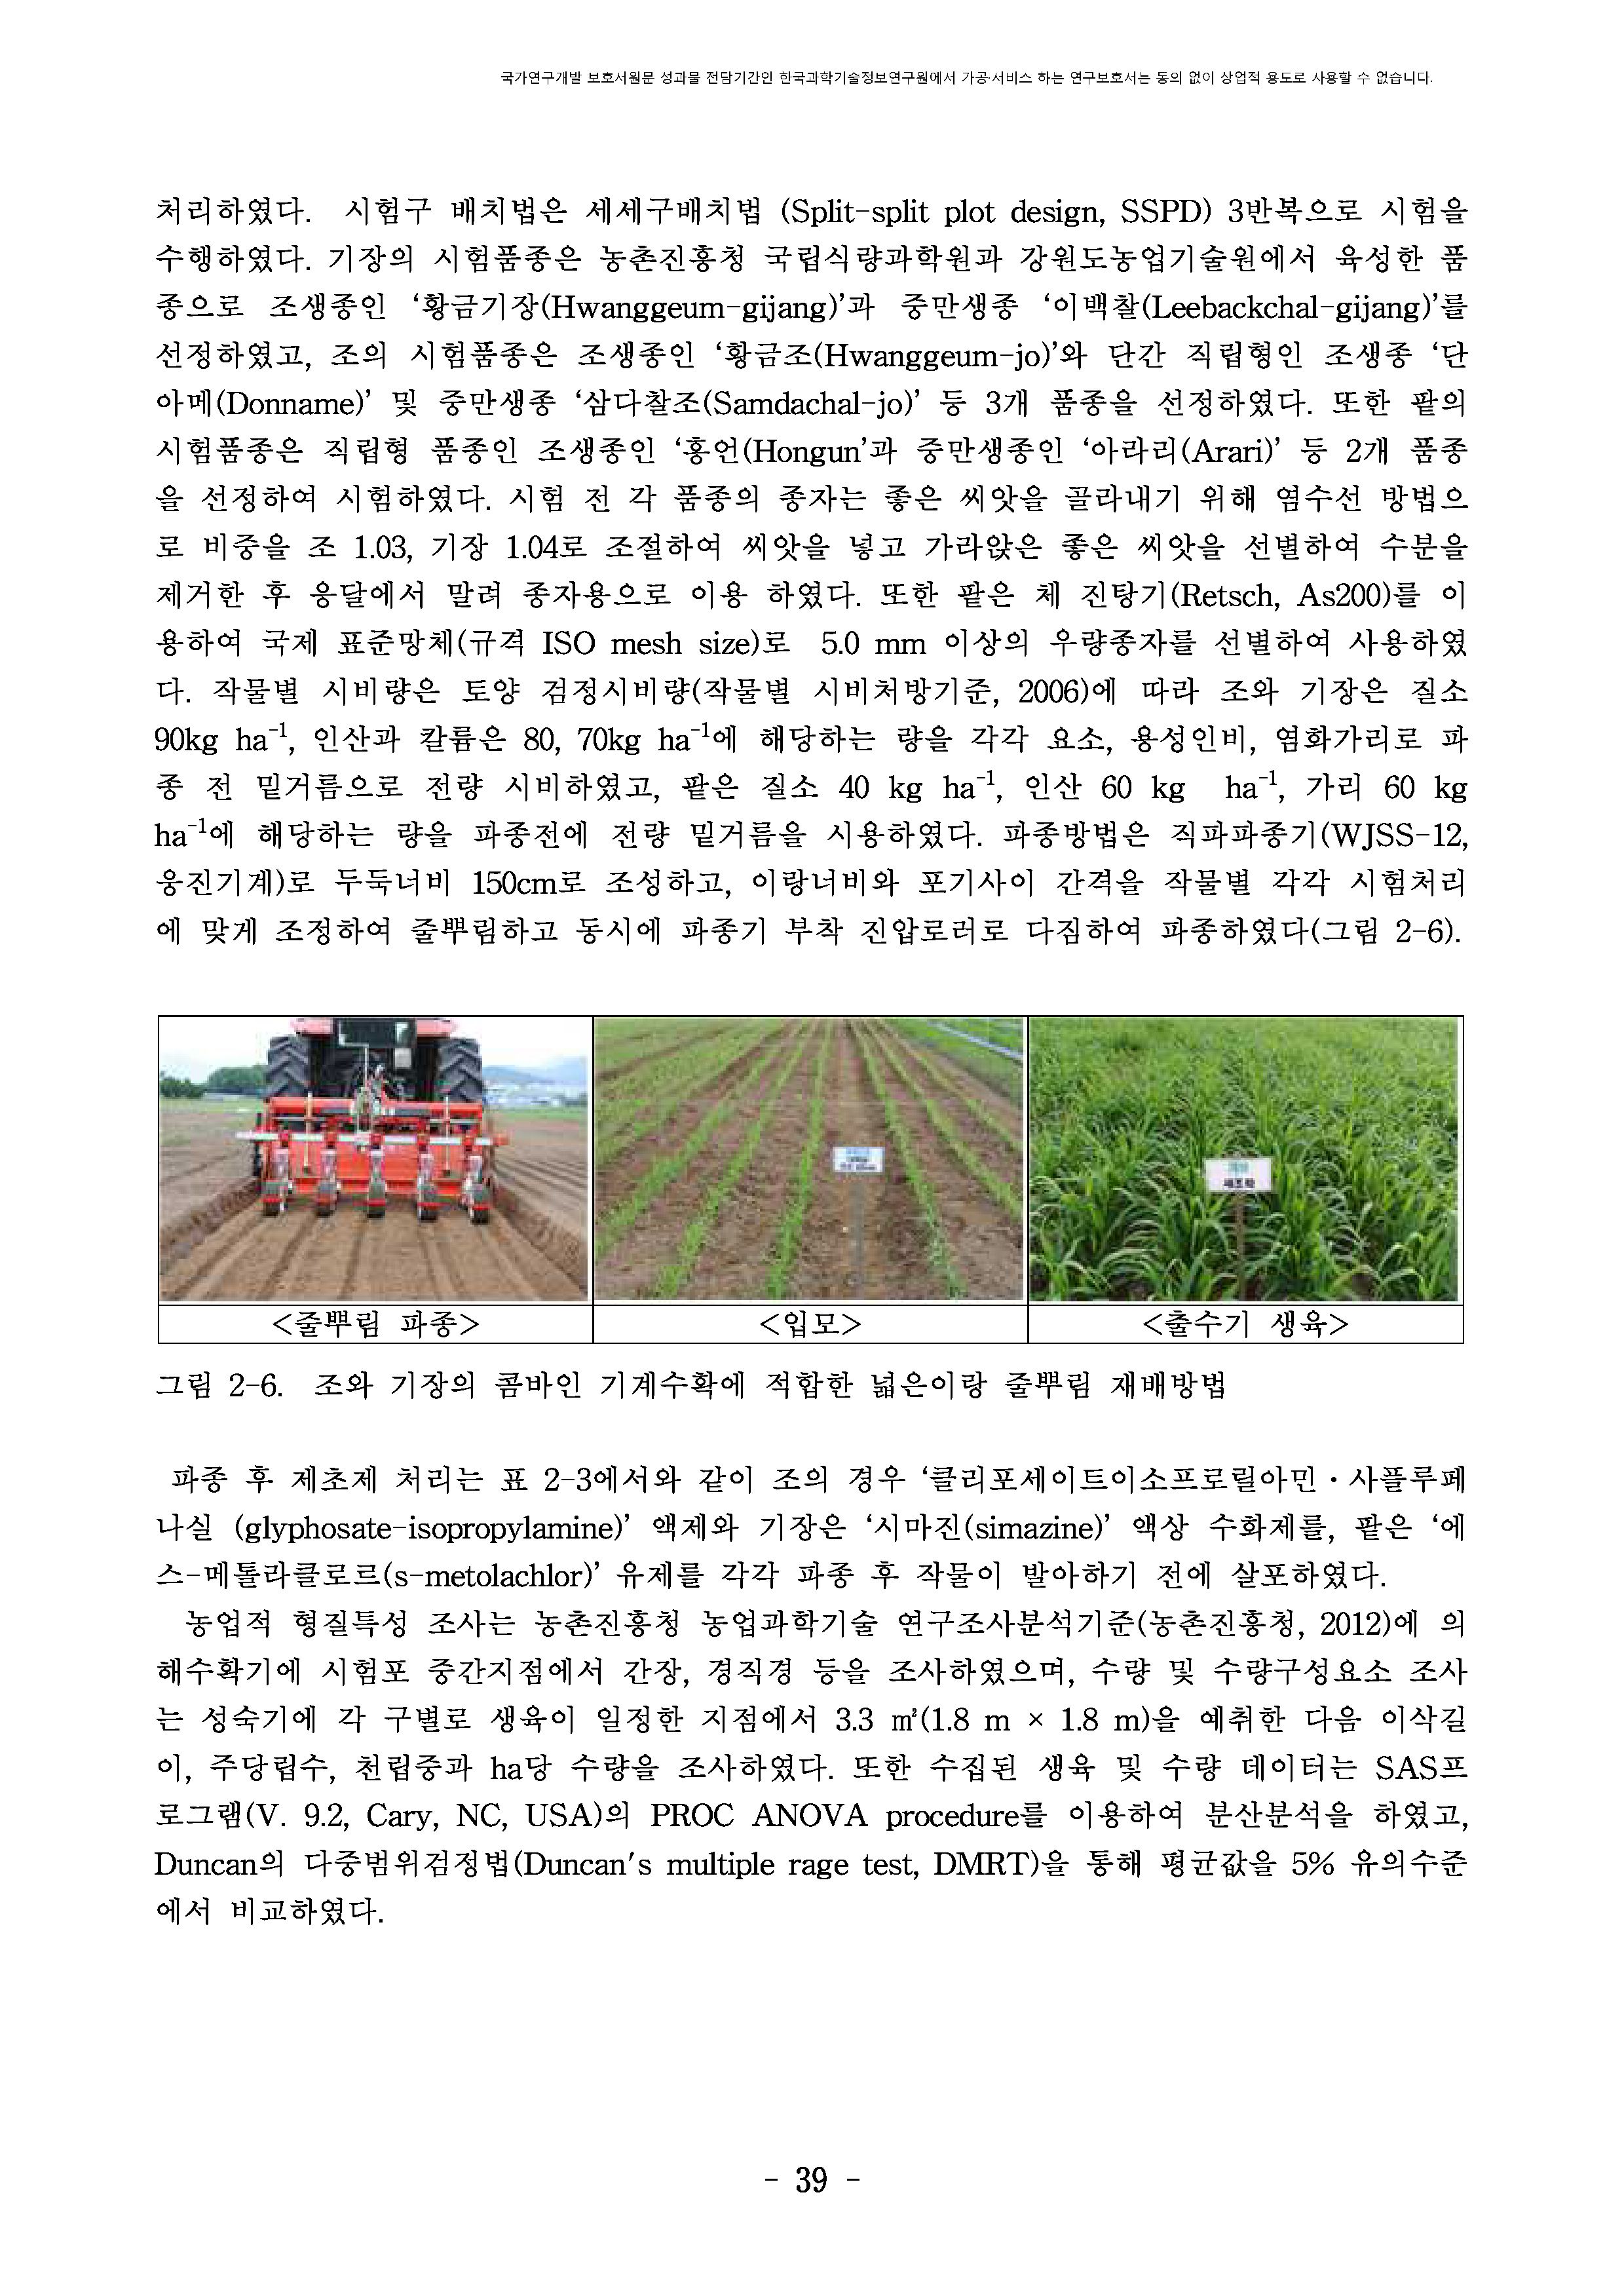 국가연구개발 보호서원문 성과물 전담기간인 한국과학기술정보연구원에서 가공·서비스 하는 연구보호서는 동의 없이 상업적 용도로 사용할 수 없습니다.
처리하였다. 시험구 배치법은 세세구배치법 (Split-split plot design, SSPD) 3반복으로 시험을
수행하였다. 기장의 시험품종은 농촌진흥청 국립식량과학원과 강원도농업기술원에서 육성한 품
종으로 조생종인 ‘황금기장(Hwanggeum-gijang)’과 중만생종 ‘이백찰(Leebackchal-gijang)’를
선정하였고, 조의 시험품종은 조생종인 ‘황금조(Hwanggeum-jo)’와 단간 직립형인 조생종 ‘단
아메(Donname)’ 및 중만생종 ‘삼다찰조(Samdachal-jo)’ 등 3개 품종을 선정하였다. 또한 팥의
시험품종은 직립형 품종인 조생종인 ‘홍언(Hongun’과 중만생종인 ‘아라리(Arari)’ 등 2개 품종
을 선정하여 시험하였다. 시험 전 각 품종의 종자는 좋은 씨앗을 골라내기 위해 염수선 방법으
로 비중을 조 1.03, 기장 1.04로 조절하여 씨앗을 넣고 가라앉은 좋은 씨앗을 선별하여 수분을
제거한 후 응달에서 말려 종자용으로 이용 하였다. 또한 팥은 체 진탕기(Retsch, As200)를 이
용하여 국제 표준망체(규격 ISO mesh size)로 5.0 mm 이상의 우량종자를 선별하여 사용하였
다. 작물별 시비량은 토양 검정시비량(작물별 시비처방기준, 2006)에 따라 조와 기장은 질소
90kg ha⁻¹, 인산과 칼륨은 80, 70kg ha⁻¹에 해당하는 량을 각각 요소, 용성인비, 염화가리로 파
종 전 밑거름으로 전량 시비하였고, 팥은 질소 40 kg ha⁻¹, 인산 60 kg ha⁻¹, 가리 60 kg
ha⁻¹에 해당하는 량을 파종전에 전량 밑거름을 시용하였다. 파종방법은 직파파종기(WJSS-12,
웅진기계)로 두둑너비 150cm로 조성하고, 이랑너비와 포기사이 간격을 작물별 각각 시험처리
에 맞게 조정하여 줄뿌림하고 동시에 파종기 부착 진압로러로 다짐하여 파종하였다(그림 2-6).
<줄뿌림 파종> <입모> <출수기 생육>
그림 2-6. 조와 기장의 콤바인 기계수확에 적합한 넓은이랑 줄뿌림 재배방법
파종 후 제초제 처리는 표 2-3에서와 같이 조의 경우 ‘클리포세이트이소프로필아민·사플루페
나실 (glyphosate-isopropylamine)’ 액제와 기장은 ‘시마진(simazine)’ 액상 수화제를, 팥은 ‘에
스-메톨라클로르(s-metolachlor)’ 유제를 각각 파종 후 작물이 발아하기 전에 살포하였다.
농업적 형질특성 조사는 농촌진흥청 농업과학기술 연구조사분석기준(농촌진흥청, 2012)에 의
해수확기에 시험포 중간지점에서 간장, 경직경 등을 조사하였으며, 수량 및 수량구성요소 조사
는 성숙기에 각 구별로 생육이 일정한 지점에서 3.3 ㎡(1.8 m × 1.8 m)을 예취한 다음 이삭길
이, 주당립수, 천립중과 ha당 수량을 조사하였다. 또한 수집된 생육 및 수량 데이터는 SAS프
로그램(V. 9.2, Cary, NC, USA)의 PROC ANOVA procedure를 이용하여 분산분석을 하였고,
Duncan의 다중범위검정법(Duncan's multiple rage test, DMRT)을 통해 평균값을 5% 유의수준
에서 비교하였다.
- 39 -